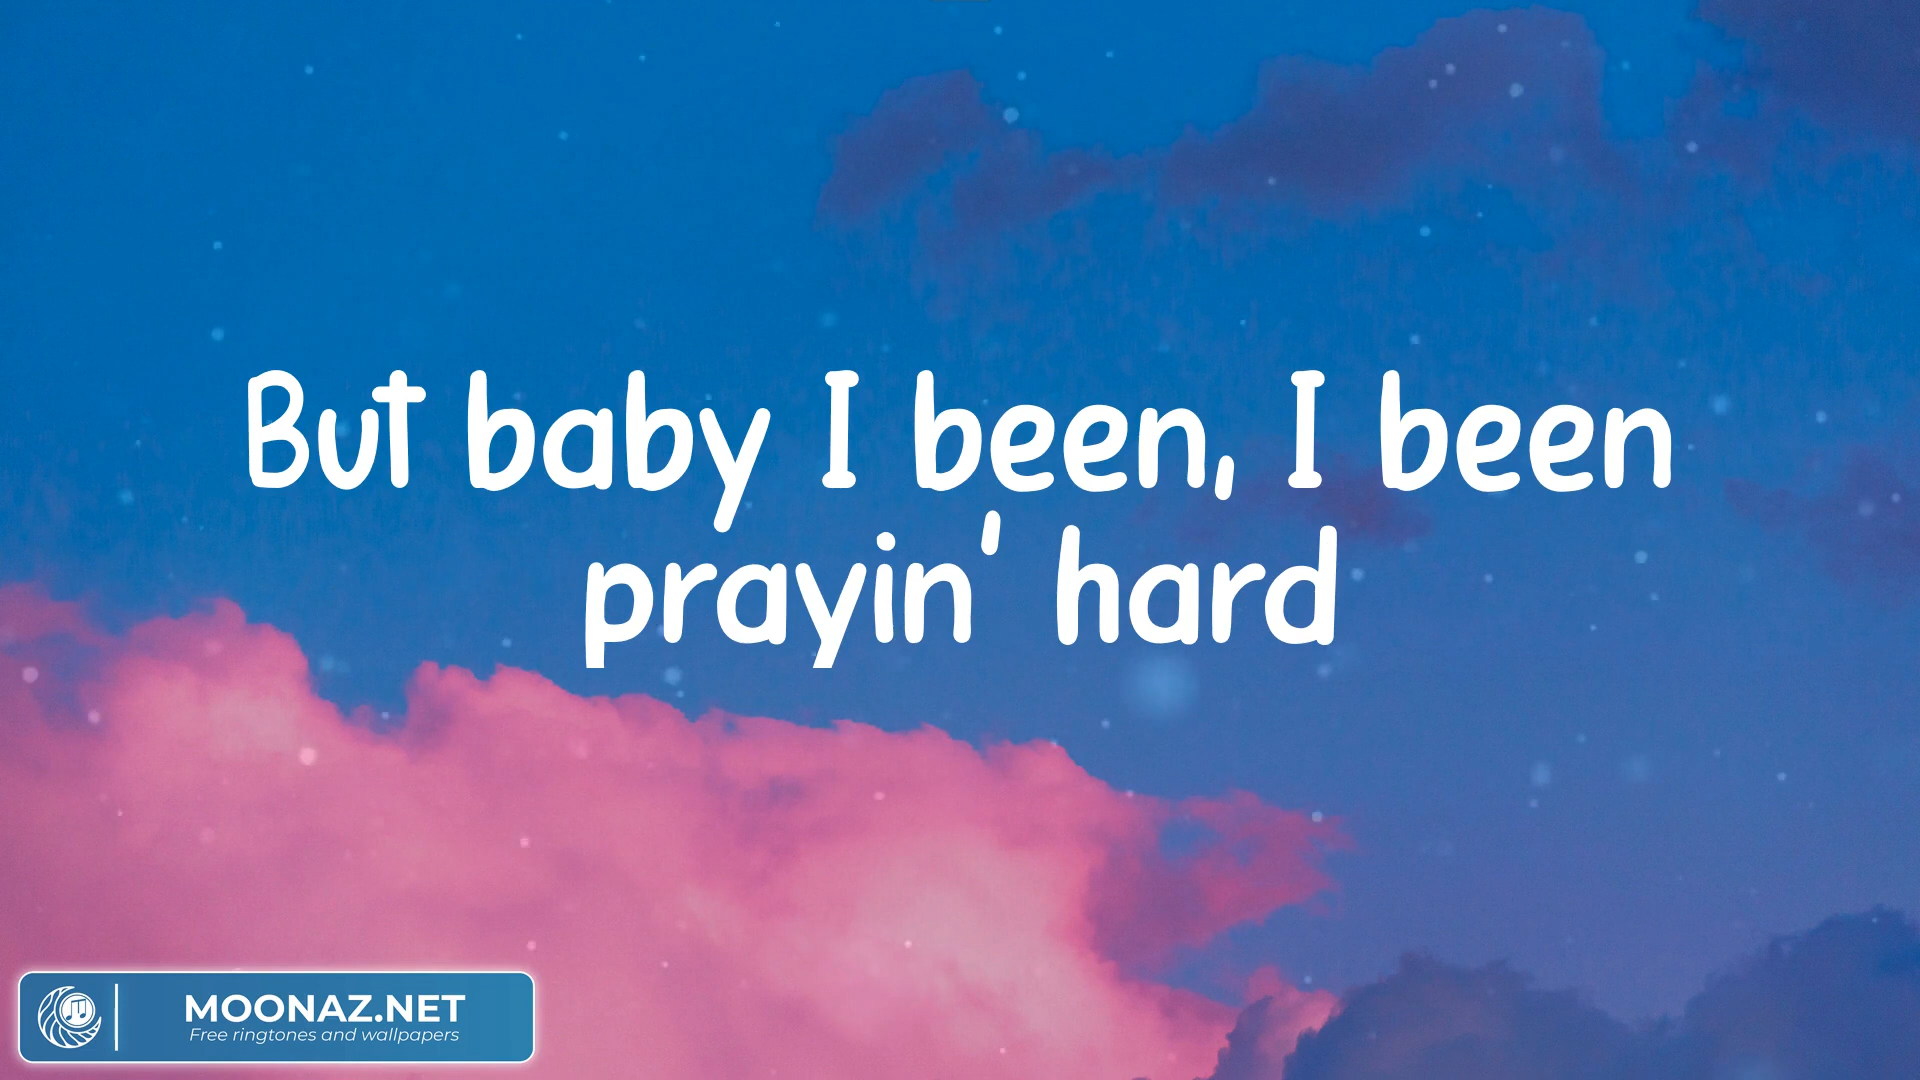 But baby I been, I been
prayin' hard
MOONAZ.NET
Free ringtones and wallpapers